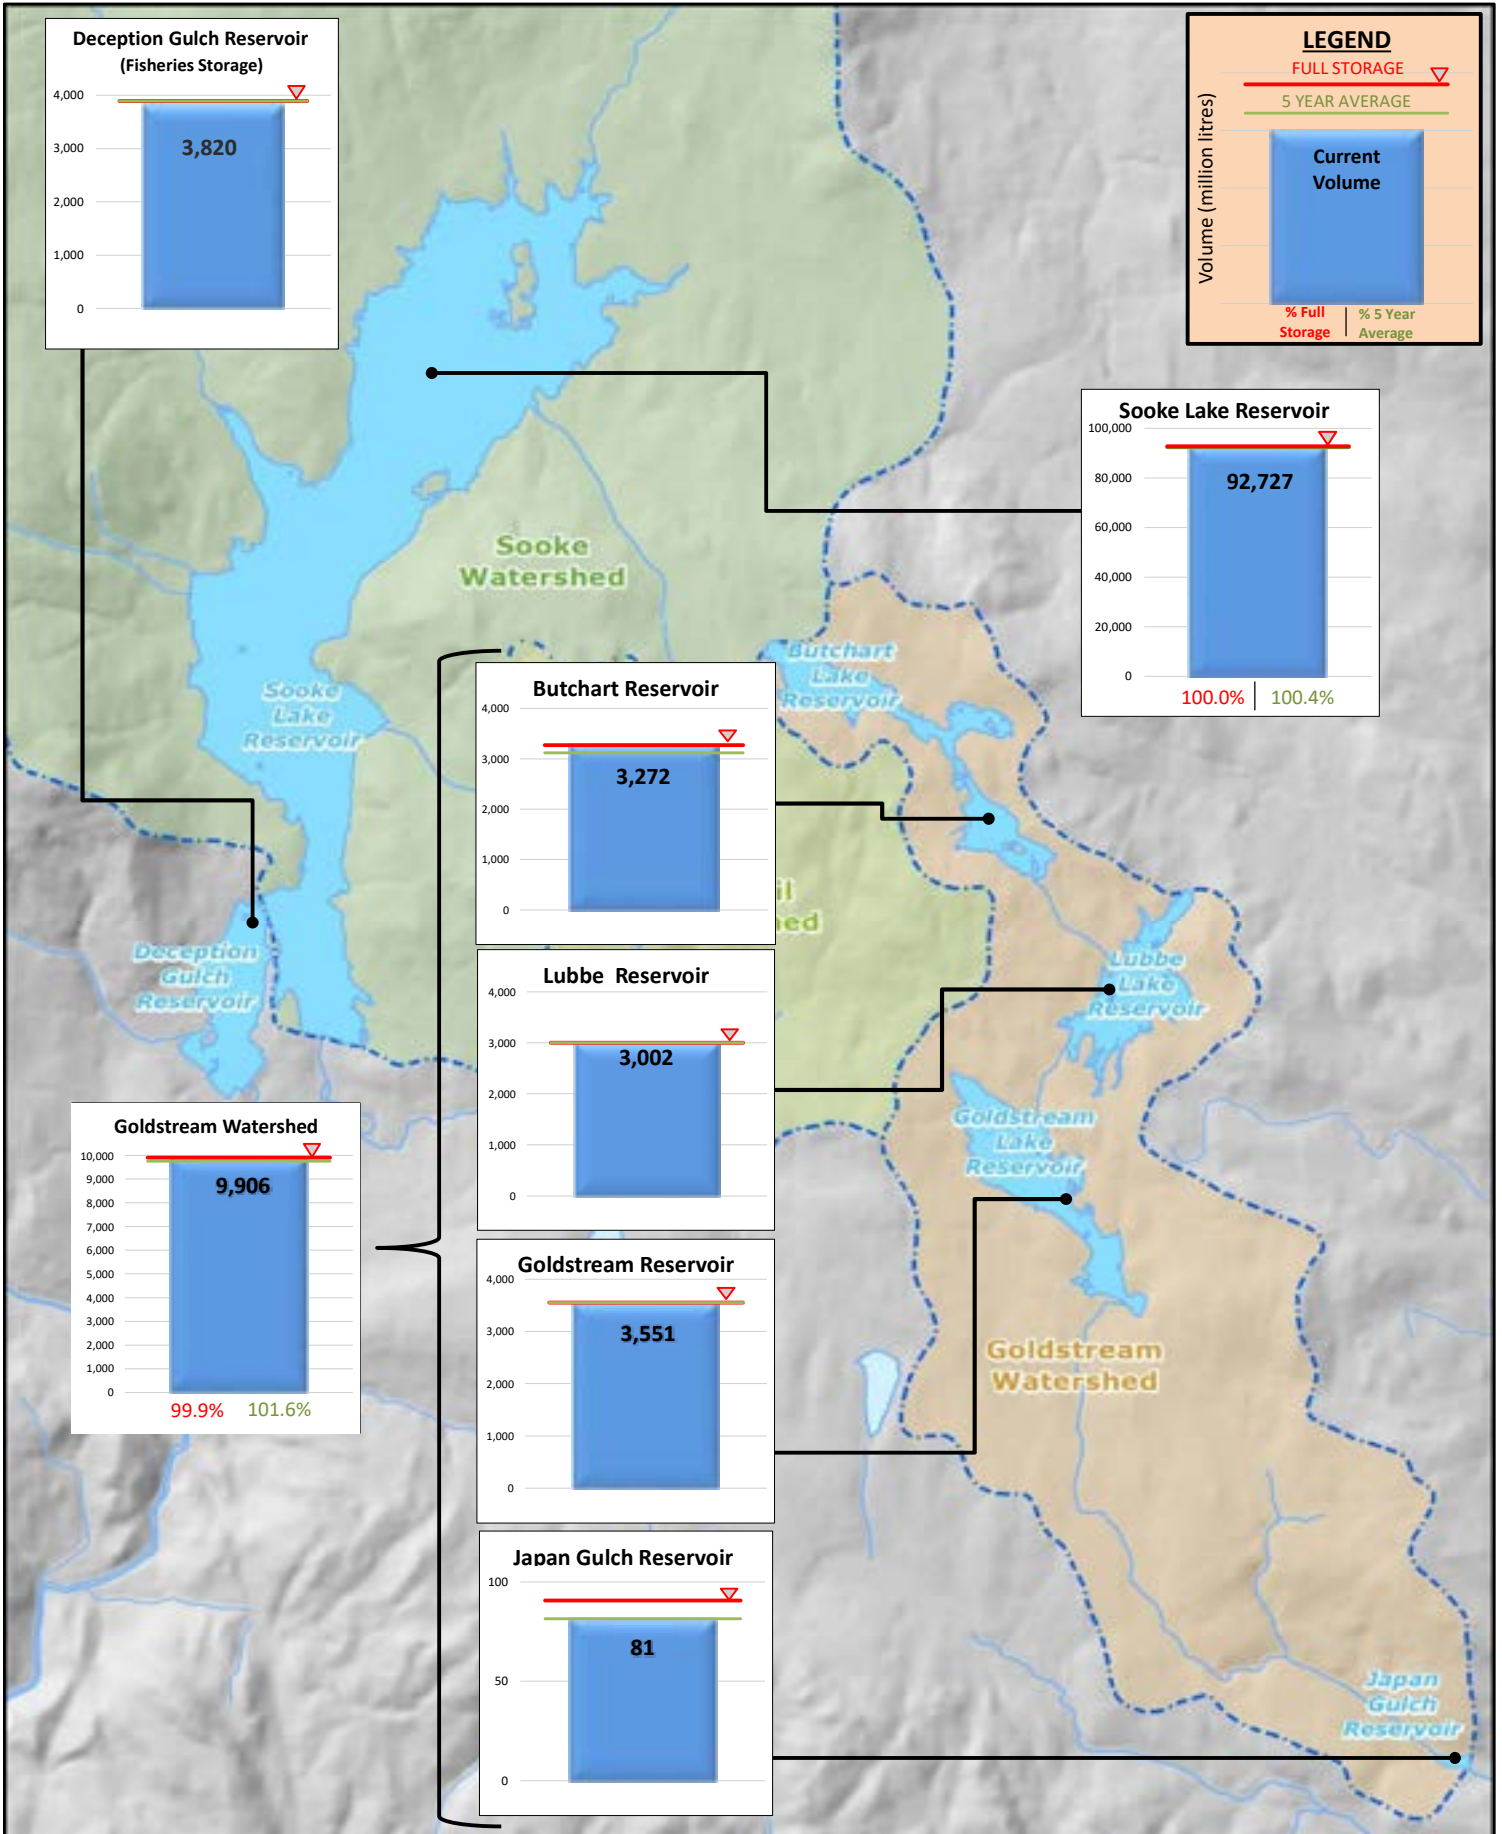 Deception Gulch Reservoir
(Fisheries Storage)
4,000
3,000
2,000
1,000
0
3,820
LEGEND
FULL STORAGE
5 YEAR AVERAGE
Volume (million litres)
Current
Volume
% Full
Storage
% 5 Year
Average
Sooke Lake Reservoir
100,000
80,000
60,000
40,000
20,000
0
92,727
100.0%
100.4%
Sooke
Watershed
Sooke
Lake
Reservoir
Butchart
Lake
Reservoir
Butchart Reservoir
4,000
3,000
2,000
1,000
0
3,272
il
ed
Deception
Gulch
Reservoir
Lubbe Reservoir
4,000
3,000
2,000
1,000
0
3,002
Lubbe
Lake
Reservoir
Goldstream Watershed
10,000
9,000
8,000
7,000
6,000
5,000
4,000
3,000
2,000
1,000
0
9,906
99.9%
101.6%
Goldstream
Lake
Reservoir
Goldstream Reservoir
4,000
3,000
2,000
1,000
0
3,551
Goldstream
Watershed
Japan Gulch Reservoir
100
50
0
81
Japan
Gulch
Reservoir